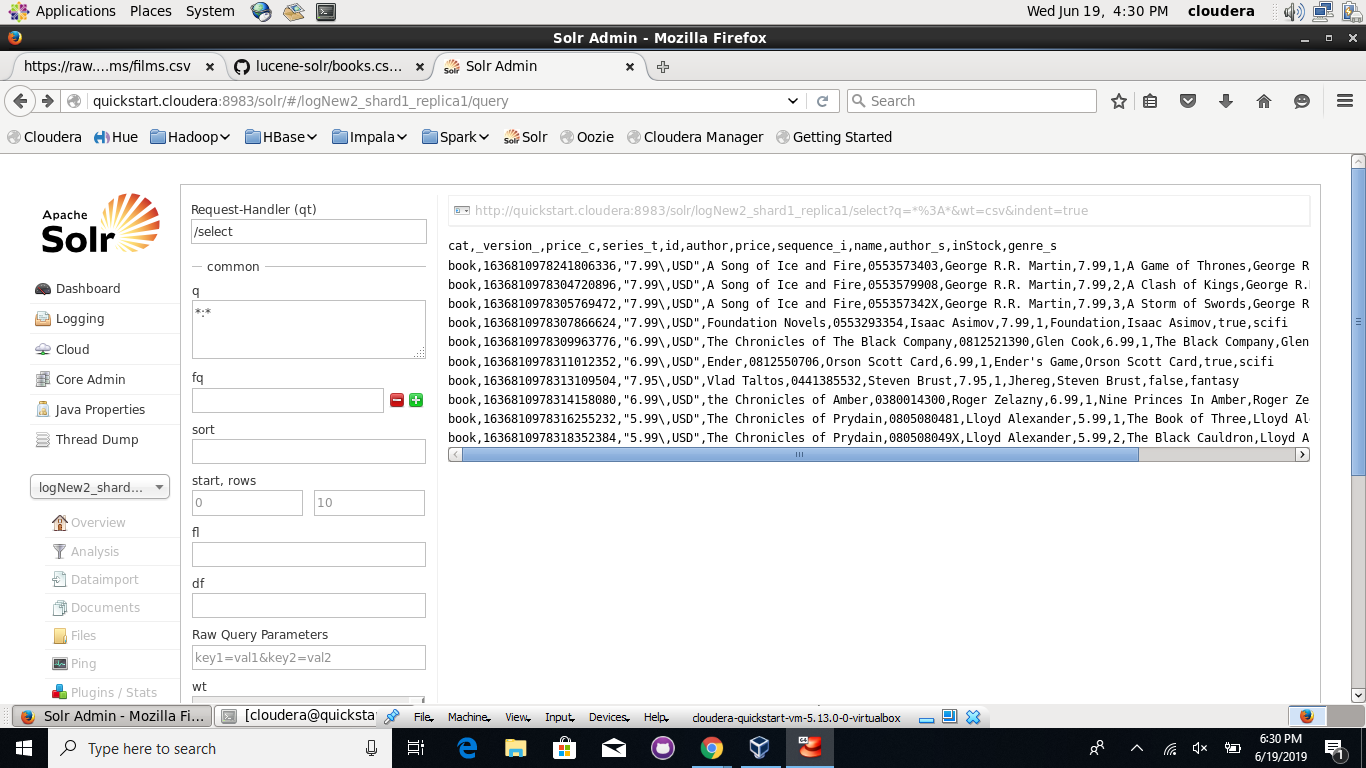 Applications Places System Wed Jun 19, 4:30 PM cloudera
Solr Admin - Mozilla Firefox
https://raw....ms/films.csv lucene-solr/books.cs... Solr Admin
quickstart.cloudera:8983/solr/#/logNew2_shard1_replica1/query Search
Cloudera Hue Hadoop HBase Impala Spark Solr Oozie Cloudera Manager Getting Started
Apache
Solr
Dashboard
Logging
Cloud
Core Admin
Java Properties
Thread Dump
logNew2_shard...
Overview
Analysis
Dataimport
Documents
Files
Ping
Plugins / Stats
Request-Handler (qt)
/select
common
q
*:*
fq
sort
start, rows
0 10
fl
df
Raw Query Parameters
key1=val1&key2=val2
wt
http://quickstart.cloudera:8983/solr/logNew2_shard1_replica1/select?q=*%3A*&wt=csv&indent=true
cat,_version_,price_c,series_t,id,author,price,sequence_i,name,author_s,inStock,genre_s
book,1636810978241806336,"7.99\,USD",A Song of Ice and Fire,0553573403,George R.R. Martin,7.99,1,A Game of Thrones,George R
book,1636810978304720896,"7.99\,USD",A Song of Ice and Fire,0553579908,George R.R. Martin,7.99,2,A Clash of Kings,George R.
book,1636810978305769472,"7.99\,USD",A Song of Ice and Fire,055357342X,George R.R. Martin,7.99,3,A Storm of Swords,George R
book,1636810978307866624,"7.99\,USD",Foundation Novels,0553293354,Isaac Asimov,7.99,1,Foundation,Isaac Asimov,true,scifi
book,1636810978309963776,"6.99\,USD",The Chronicles of The Black Company,0812521390,Glen Cook,6.99,1,The Black Company,Glen
book,1636810978311012352,"6.99\,USD",Ender,0812550706,Orson Scott Card,6.99,1,Ender's Game,Orson Scott Card,true,scifi
book,1636810978313109504,"7.95\,USD",Vlad Taltos,0441385532,Steven Brust,7.95,1,Jhereg,Steven Brust,false,fantasy
book,1636810978314158080,"6.99\,USD",the Chronicles of Amber,0380014300,Roger Zelazny,6.99,1,Nine Princes In Amber,Roger Ze
book,1636810978316255232,"5.99\,USD",The Chronicles of Prydain,0805080481,Lloyd Alexander,5.99,1,The Book of Three,Lloyd Al
book,1636810978318352384,"5.99\,USD",The Chronicles of Prydain,080508049X,Lloyd Alexander,5.99,2,The Black Cauldron,Lloyd A
Solr Admin - Mozilla Fi... [cloudera@quicksta File Machine View Input Devices Help cloudera-quickstart-vm-5.13.0-0-virtualbox
Type here to search 6:30 PM
6/19/2019 1